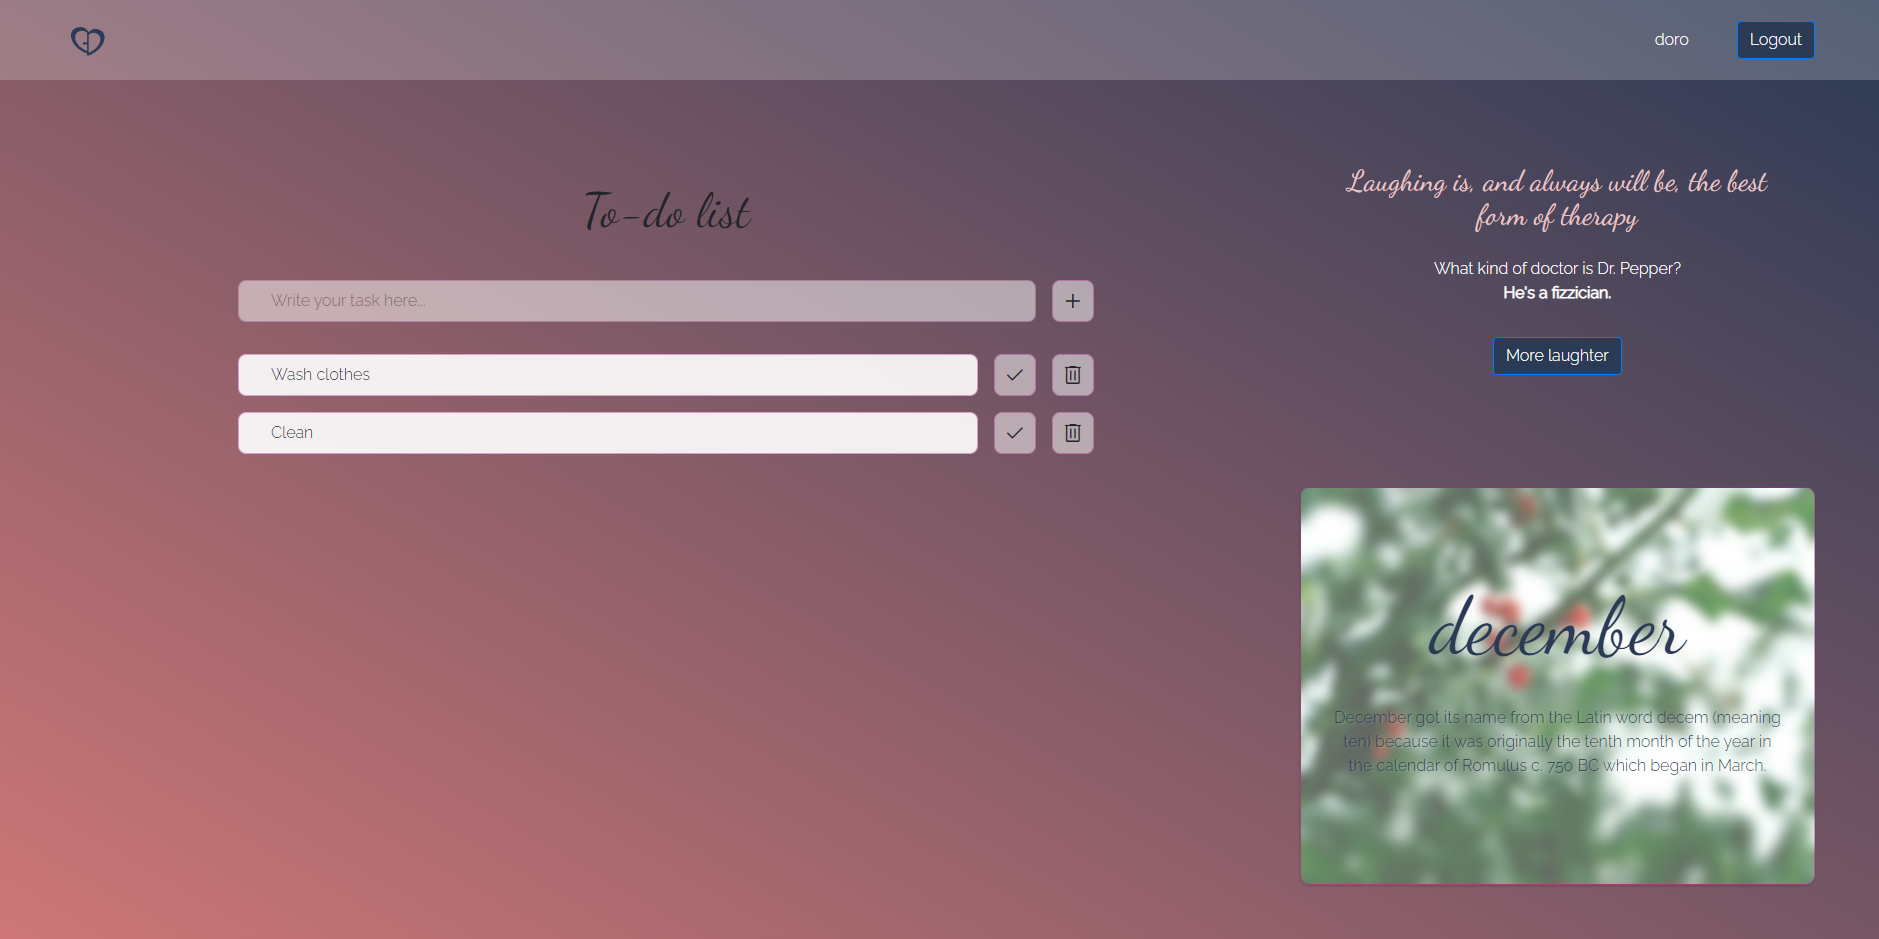 doro
Logout
To-do list
Write your task here...
Wash clothes
Clean
Laughing is, and always will be, the best
form of therapy
What kind of doctor is Dr. Pepper?
He's a fizzician.
More laughter
december
December got its name from the Latin word decem (meaning
ten) because it was originally the tenth month of the year in
the calendar of Romulus c. 750 BC which began in March.